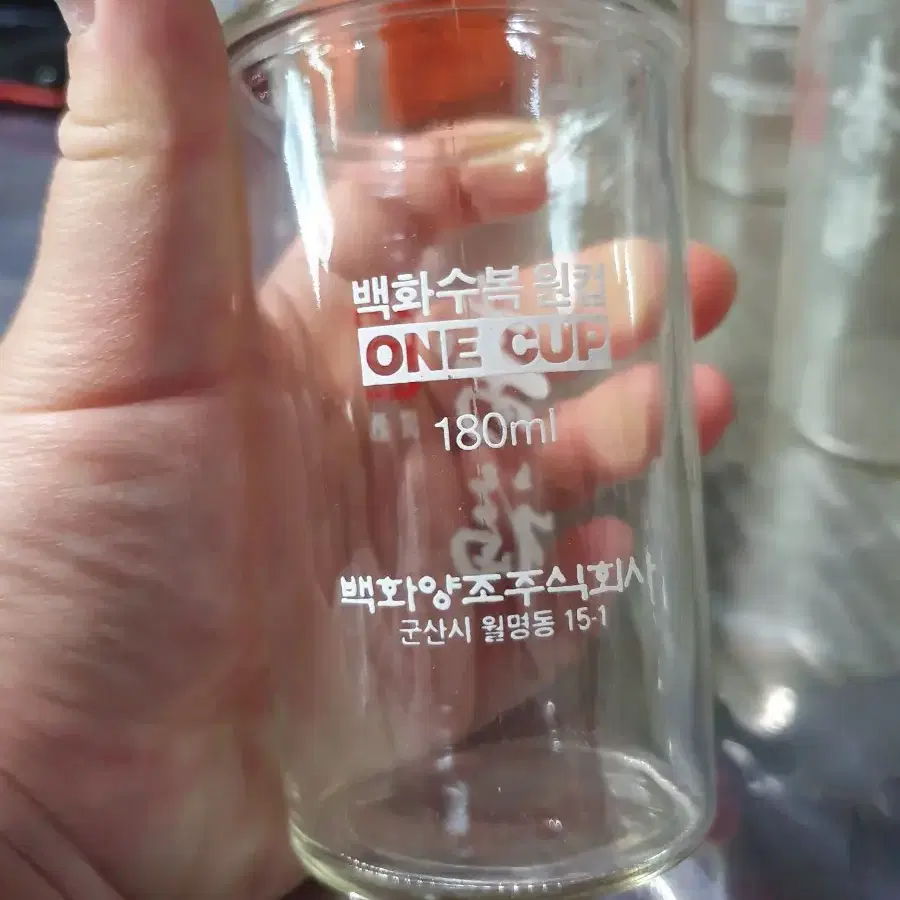 백화수복 원컵
ONE CUP
180ml
백화양조주식회사
군산시 월명동 15-1